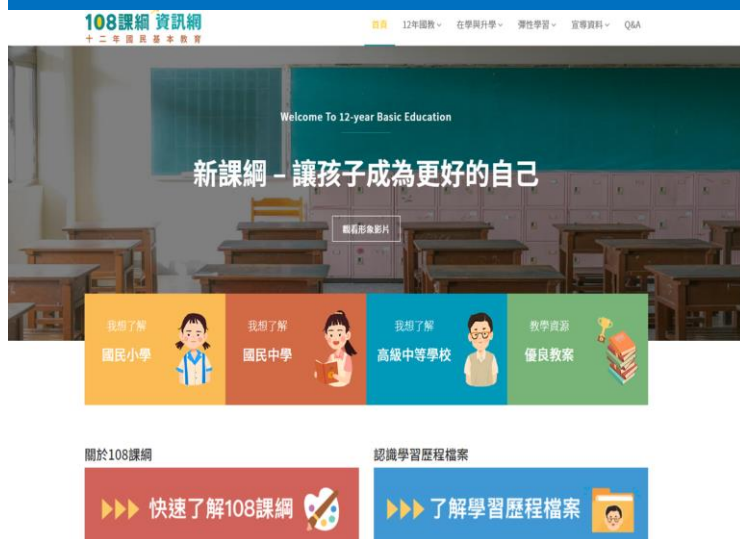 108課綱 資訊網
十二年國民基本教育
首頁 12年國教 在學與升學 彈性學習 宣導資料 Q&A
Welcome To 12-year Basic Education
新課綱 – 讓孩子成為更好的自己
觀看形象影片
我想了解
國民小學
我想了解
國民中學
我想了解
高級中等學校
教學資源
優良教案
關於108課綱
認識學習歷程檔案
快速了解108課綱
了解學習歷程檔案